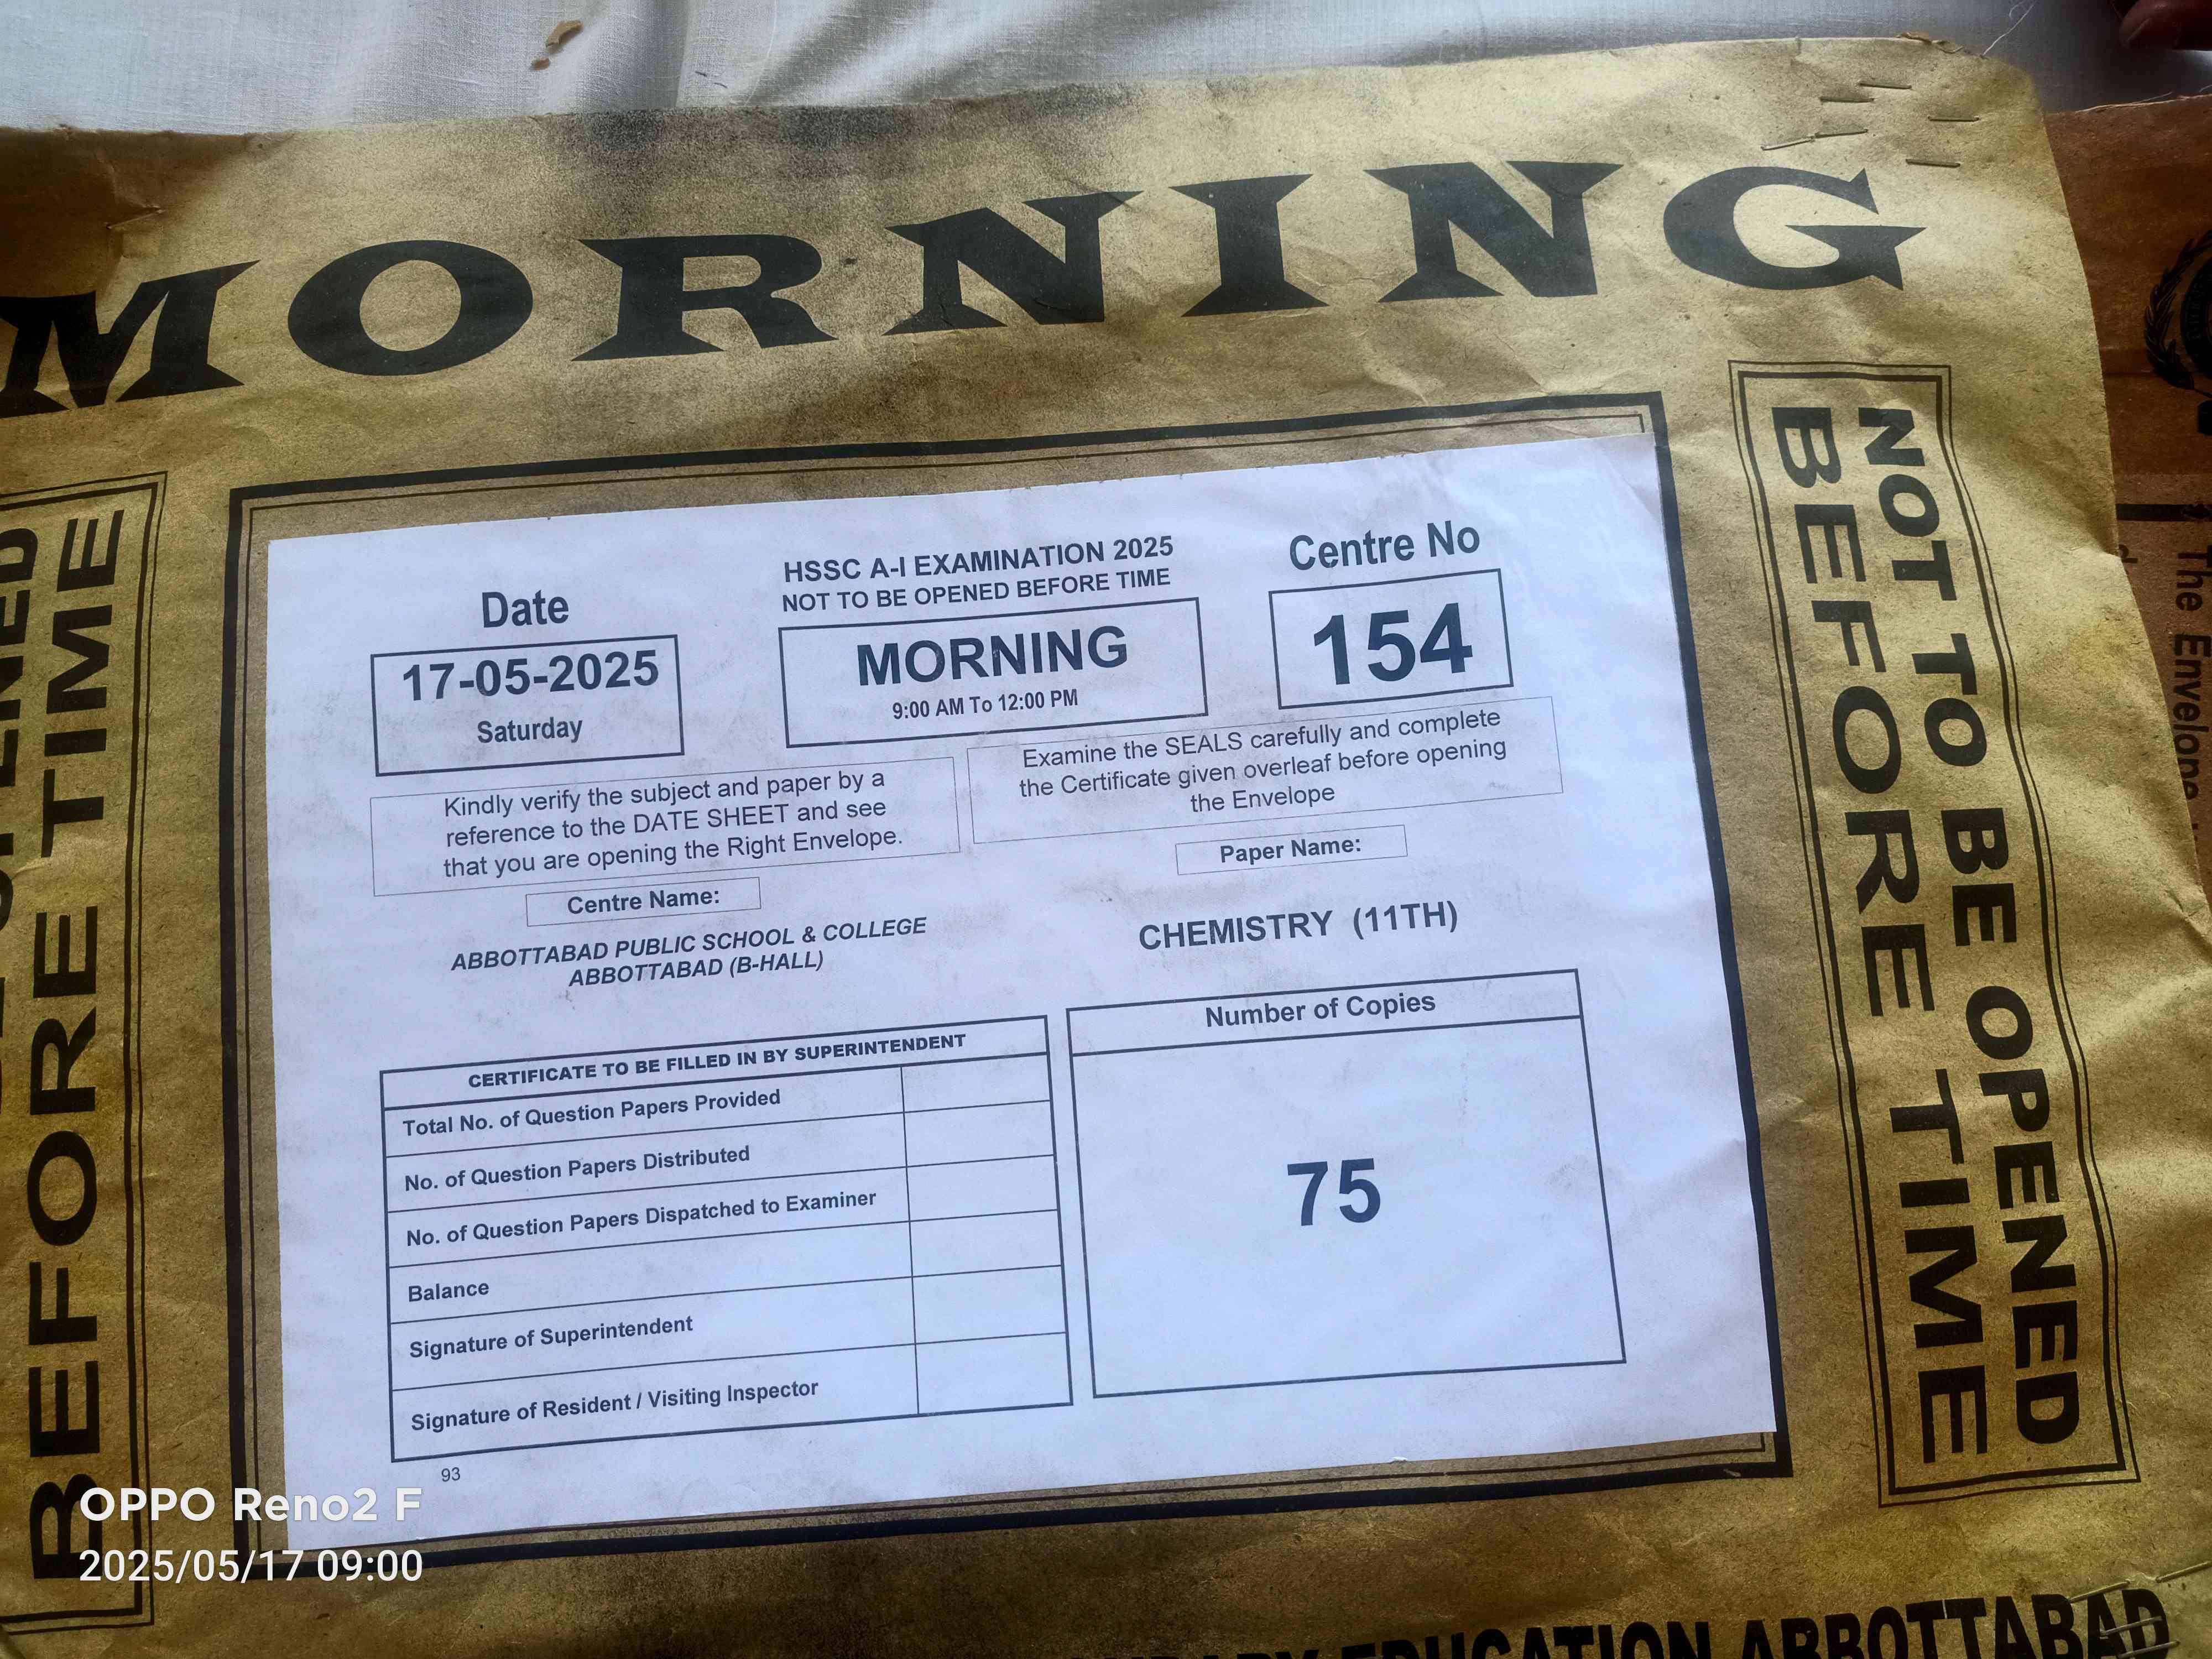 MORNING
BEFORE TIME
NOT TO BE OPENED
BEFORE TIME
HSSC A-I EXAMINATION 2025
NOT TO BE OPENED BEFORE TIME
Date
17-05-2025
Saturday
MORNING
9:00 AM To 12:00 PM
Centre No
154
Kindly verify the subject and paper by a
reference to the DATE SHEET and see
that you are opening the Right Envelope.
Examine the SEALS carefully and complete
the Certificate given overleaf before opening
the Envelope
Centre Name:
ABBOTTABAD PUBLIC SCHOOL & COLLEGE
ABBOTTABAD (B-HALL)
Paper Name:
CHEMISTRY (11TH)
CERTIFICATE TO BE FILLED IN BY SUPERINTENDENT
Total No. of Question Papers Provided
No. of Question Papers Distributed
No. of Question Papers Dispatched to Examiner
Balance
Signature of Superintendent
Signature of Resident / Visiting Inspector
Number of Copies
75
93
The Envelope
EDUCATION ABBOTTABAD
OPPO Reno2 F
2025/05/17 09:00